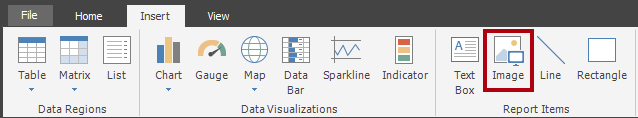 File Home Insert View
Table Matrix List Chart Gauge Map Data Bar Sparkline Indicator Text Box Image Line Rectangle
Data Regions Data Visualizations Report Items